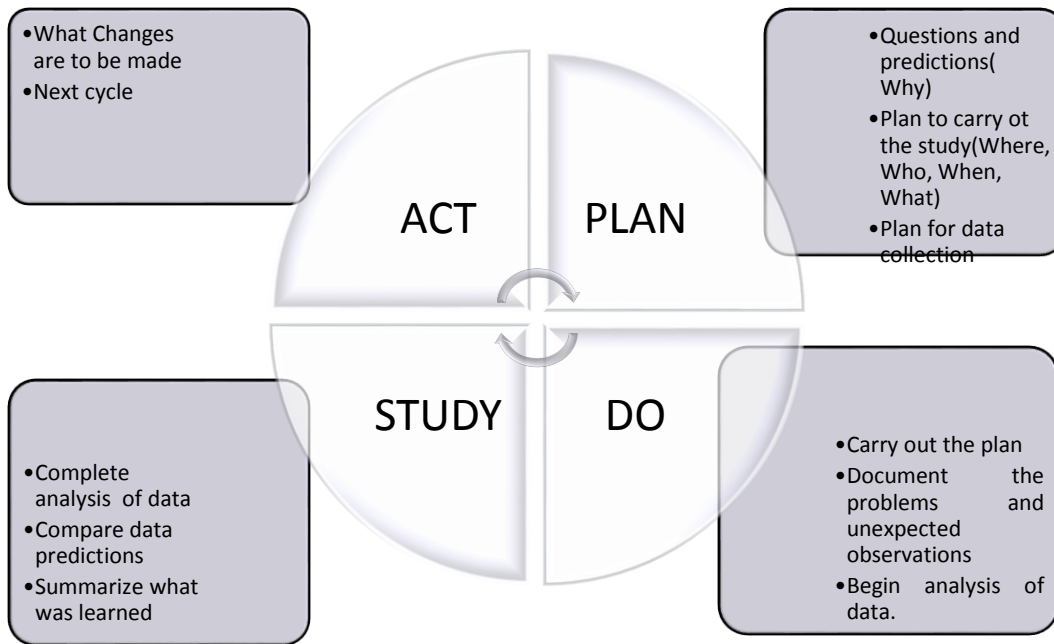 •What Changes
are to be made
•Next cycle
•Questions and
predictions(
Why)
•Plan to carry ot
the study(Where,
Who, When,
What)
•Plan for data
collection
ACT
PLAN
STUDY
DO
•Complete
analysis of data
•Compare data
predictions
•Summarize what
was learned
•Carry out the plan
•Document the
problems and
unexpected
observations
•Begin analysis of
data.